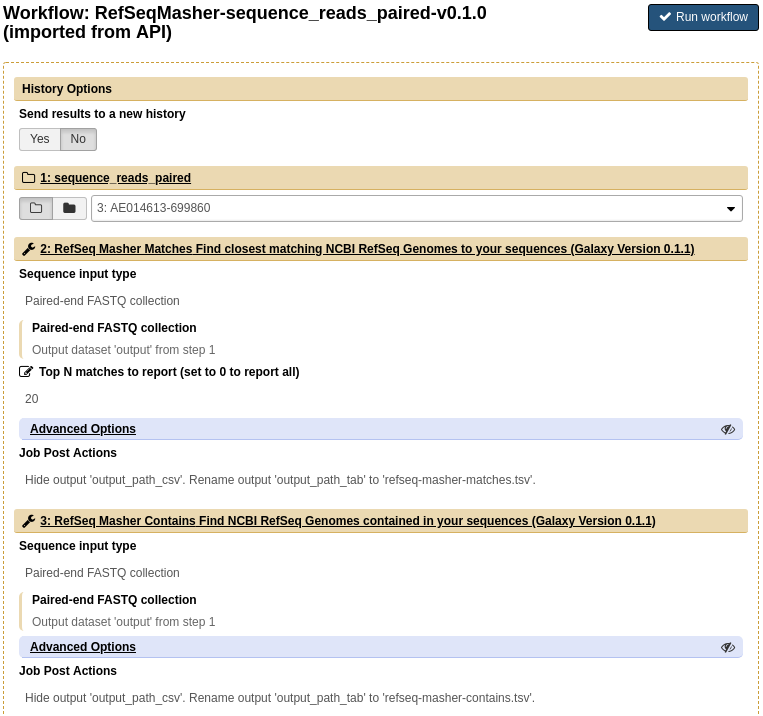 Workflow: RefSeqMasher-sequence_reads_paired-v0.1.0
(imported from API)
Run workflow
History Options
Send results to a new history
Yes No
1: sequence_reads_paired
3: AE014613-699860
2: RefSeq Masher Matches Find closest matching NCBI RefSeq Genomes to your sequences (Galaxy Version 0.1.1)
Sequence input type
Paired-end FASTQ collection
Paired-end FASTQ collection
Output dataset 'output' from step 1
Top N matches to report (set to 0 to report all)
20
Advanced Options
Job Post Actions
Hide output 'output_path_csv'. Rename output 'output_path_tab' to 'refseq-masher-matches.tsv'.
3: RefSeq Masher Contains Find NCBI RefSeq Genomes contained in your sequences (Galaxy Version 0.1.1)
Sequence input type
Paired-end FASTQ collection
Paired-end FASTQ collection
Output dataset 'output' from step 1
Advanced Options
Job Post Actions
Hide output 'output_path_csv'. Rename output 'output_path_tab' to 'refseq-masher-contains.tsv'.